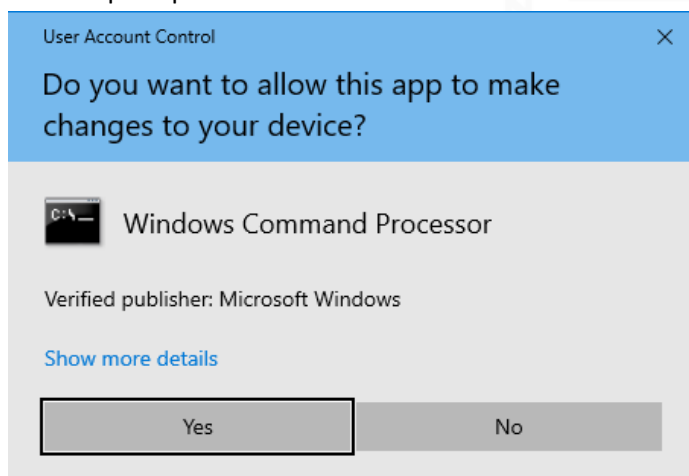 User Account Control
Do you want to allow this app to make
changes to your device?
C:\_
Windows Command Processor
Verified publisher: Microsoft Windows
Show more details
Yes
No